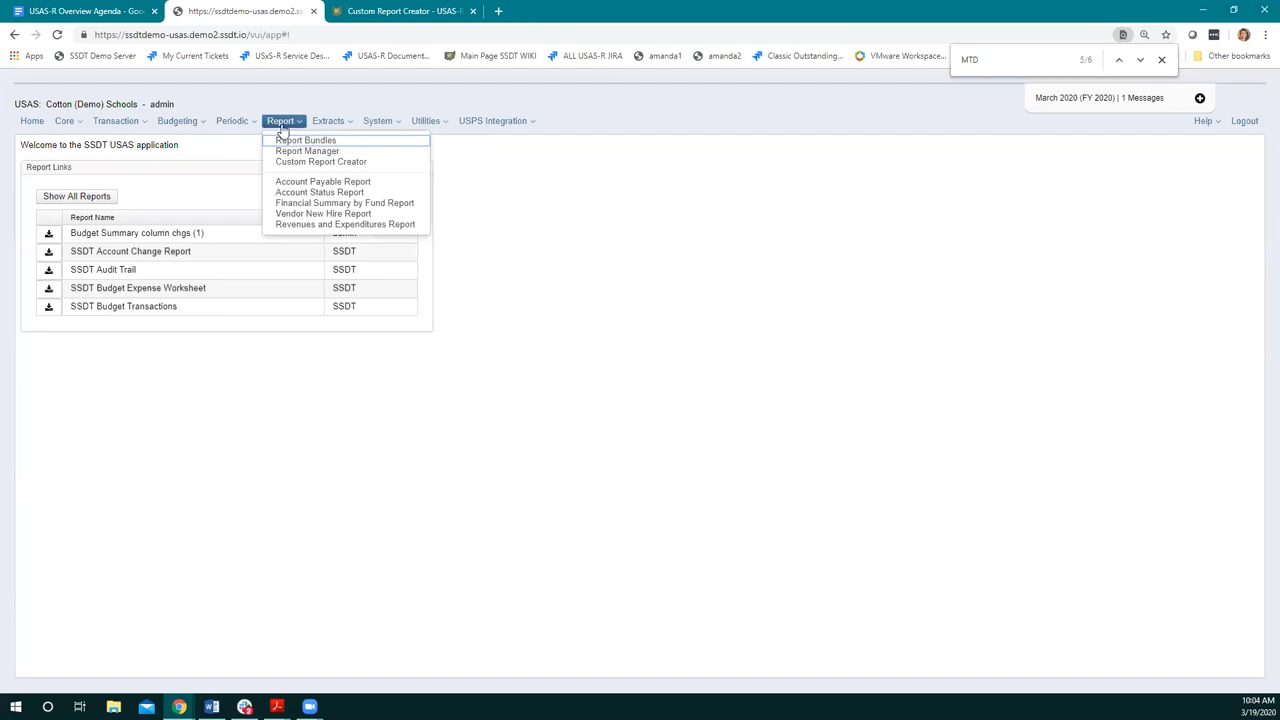 USAS-R Overview Agenda - Goo
https://ssdtdemo-usas.demo2.ss
Custom Report Creator - USAS-R
https://ssdtdemo-usas.demo2.ssdt.io/vui/app#!
Apps
SSDT Demo Server
My Current Tickets
USxS-R Service Des...
USAS-R Document...
Main Page SSDT WIKI
ALL USAS-R JIRA
amanda1
amanda2
Classic Outstanding...
VMware Workspace...
Other bookmarks
MTD 5/6
March 2020 (FY 2020) | 1 Messages
USAS: Cotton (Demo) Schools - admin
Home Core Transaction Budgeting Periodic Report Extracts System Utilities USPS Integration Help Logout
Welcome to the SSDT USAS application
Report Links
Show All Reports
Report Name
Budget Summary column chgs (1)
SSDT Account Change Report SSDT
SSDT Audit Trail SSDT
SSDT Budget Expense Worksheet SSDT
SSDT Budget Transactions SSDT
Report Bundles
Report Manager
Custom Report Creator
Account Payable Report
Account Status Report
Financial Summary by Fund Report
Vendor New Hire Report
Revenues and Expenditures Report
10:04 AM
3/19/2020